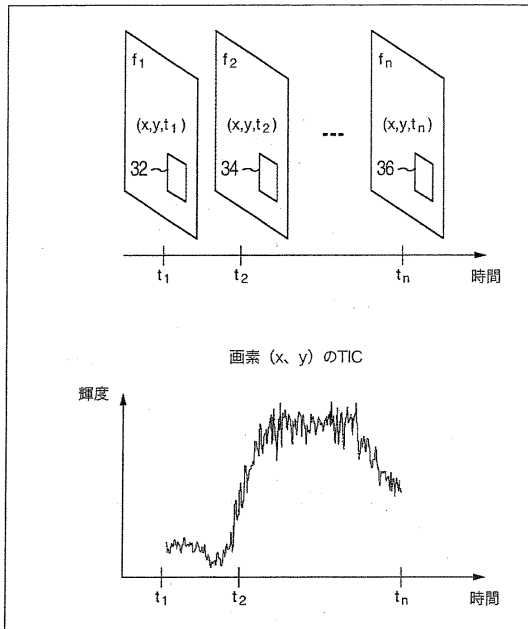 f1 f2 fn
(x,y,t1) (x,y,t2) --- (x,y,tn)
32 34 36
t1 t2 tn 時間
画素（x、y）のTIC
輝度
t1 t2 tn 時間